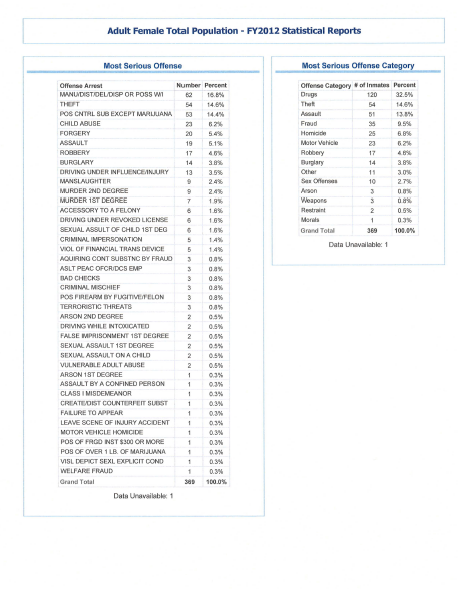 Adult Female Total Population - FY2012 Statistical Reports
Most Serious Offense
Offense Arrest Number Percent
MANU/DIST/DEL/DISP OR POSS W/I 62 16.8%
THEFT 54 14.6%
POS CNTRL SUB EXCEPT MARIJUANA 53 14.4%
CHILD ABUSE 23 6.2%
FORGERY 20 5.4%
ASSAULT 19 5.1%
ROBBERY 17 4.6%
BURGLARY 14 3.8%
DRIVING UNDER INFLUENCE/INJURY 13 3.5%
MANSLAUGHTER 9 2.4%
MURDER 2ND DEGREE 9 2.4%
MURDER 1ST DEGREE 7 1.9%
ACCESSORY TO A FELONY 6 1.6%
DRIVING UNDER REVOKED LICENSE 6 1.6%
SEXUAL ASSULT OF CHILD 1ST DEG 6 1.6%
CRIMINAL IMPERSONATION 5 1.4%
VIOL OF FINANCIAL TRANS DEVICE 5 1.4%
AQUIRING CONT SUBSTNC BY FRAUD 3 0.8%
ASLT PEAC OFCR/DCS EMP 3 0.8%
BAD CHECKS 3 0.8%
CRIMINAL MISCHIEF 3 0.8%
POS FIREARM BY FUGITIVE/FELON 3 0.8%
TERRORISTIC THREATS 3 0.8%
ARSON 2ND DEGREE 2 0.5%
DRIVING WHILE INTOXICATED 2 0.5%
FALSE IMPRISONMENT 1ST DEGREE 2 0.5%
SEXUAL ASSAULT 1ST DEGREE 2 0.5%
SEXUAL ASSAULT ON A CHILD 2 0.5%
VULNERABLE ADULT ABUSE 2 0.5%
ARSON 1ST DEGREE 1 0.3%
ASSAULT BY A CONFINED PERSON 1 0.3%
CLASS I MISDEMEANOR 1 0.3%
CREATE/DIST COUNTERFEIT SUBST 1 0.3%
FAILURE TO APPEAR 1 0.3%
LEAVE SCENE OF INJURY ACCIDENT 1 0.3%
MOTOR VEHICLE HOMICIDE 1 0.3%
POS OF FRGD INST $300 OR MORE 1 0.3%
POS OF OVER 1 LB. OF MARIJUANA 1 0.3%
VISL DEPICT SEXL EXPLICIT COND 1 0.3%
WELFARE FRAUD 1 0.3%
Grand Total 369 100.0%
Data Unavailable: 1
Most Serious Offense Category
Offense Category # of Inmates Percent
Drugs 120 32.5%
Theft 54 14.6%
Assault 51 13.8%
Fraud 35 9.5%
Homicide 25 6.8%
Motor Vehicle 23 6.2%
Robbery 17 4.6%
Burglary 14 3.8%
Other 11 3.0%
Sex Offenses 10 2.7%
Arson 3 0.8%
Weapons 3 0.8%
Restraint 2 0.5%
Morals 1 0.3%
Grand Total 369 100.0%
Data Unavailable: 1